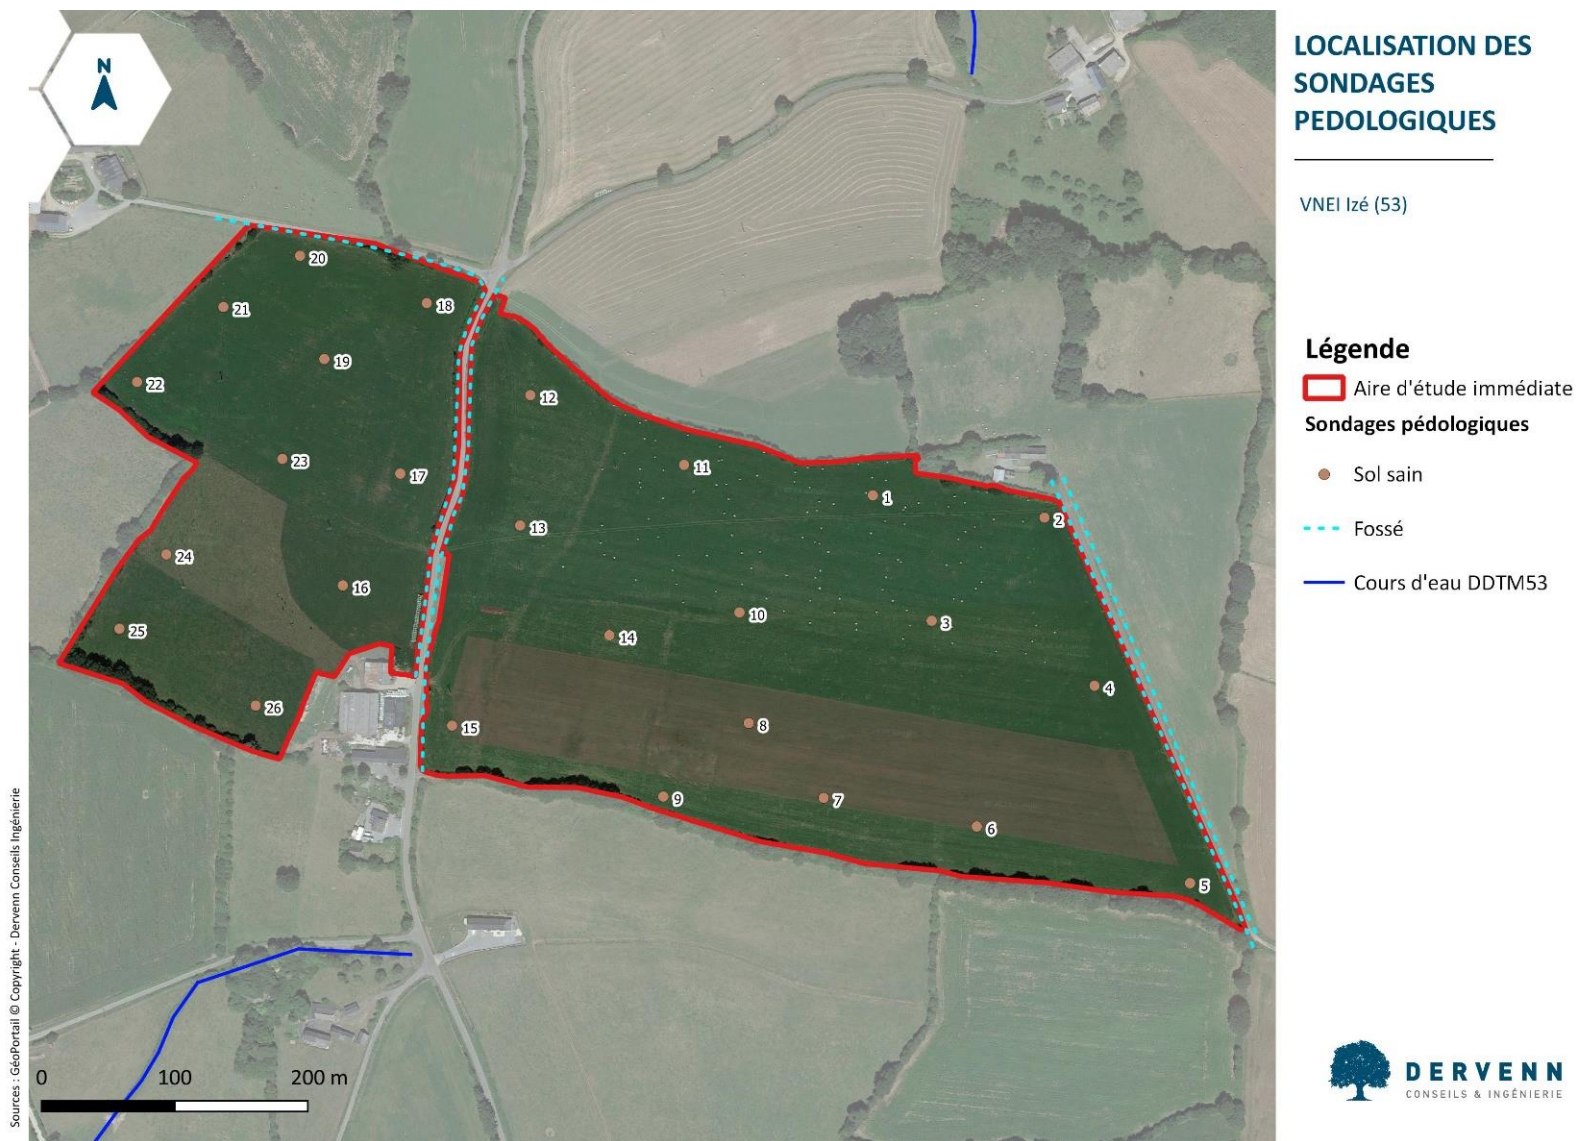 N
LOCALISATION DES
SONDAGES
PEDOLOGIQUES
VNEI Izé (53)
Légende
Aire d'étude immédiate
Sondages pédologiques
Sol sain
Fossé
Cours d'eau DDTM53
20
21
18
19
22
12
11
23
17
1
2
13
24
16
10
3
14
25
4
26
15
8
9
7
6
5
0 100 200 m
Sources : GéoPortail © Copyright - Dervenn Conseils Ingénierie
DERVENN
CONSEILS & INGÉNIERIE